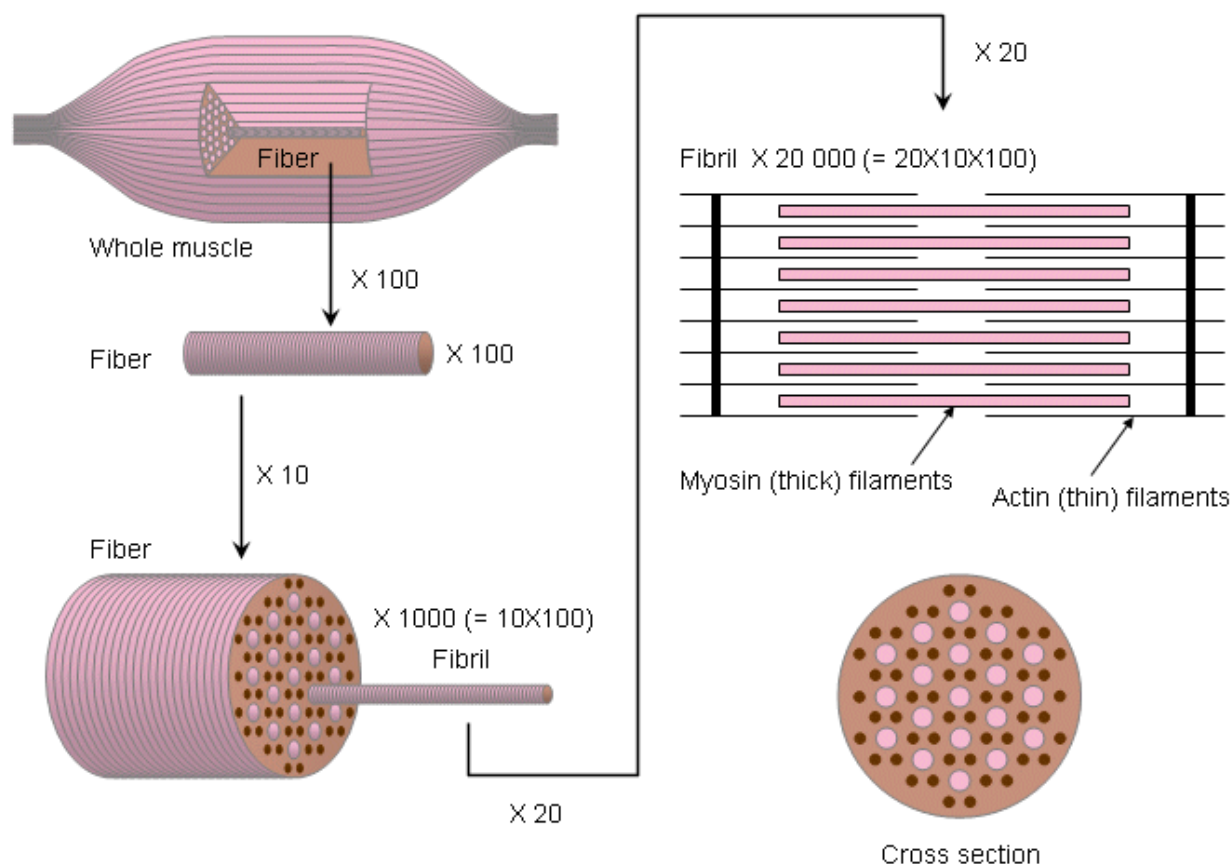 Fiber
Whole muscle
X 100
Fiber
X 100
X 10
Fiber
X 1000 (= 10X100)
Fibril
X 20
X 20
Fibril X 20 000 (= 20X10X100)
Myosin (thick) filaments
Actin (thin) filaments
Cross section